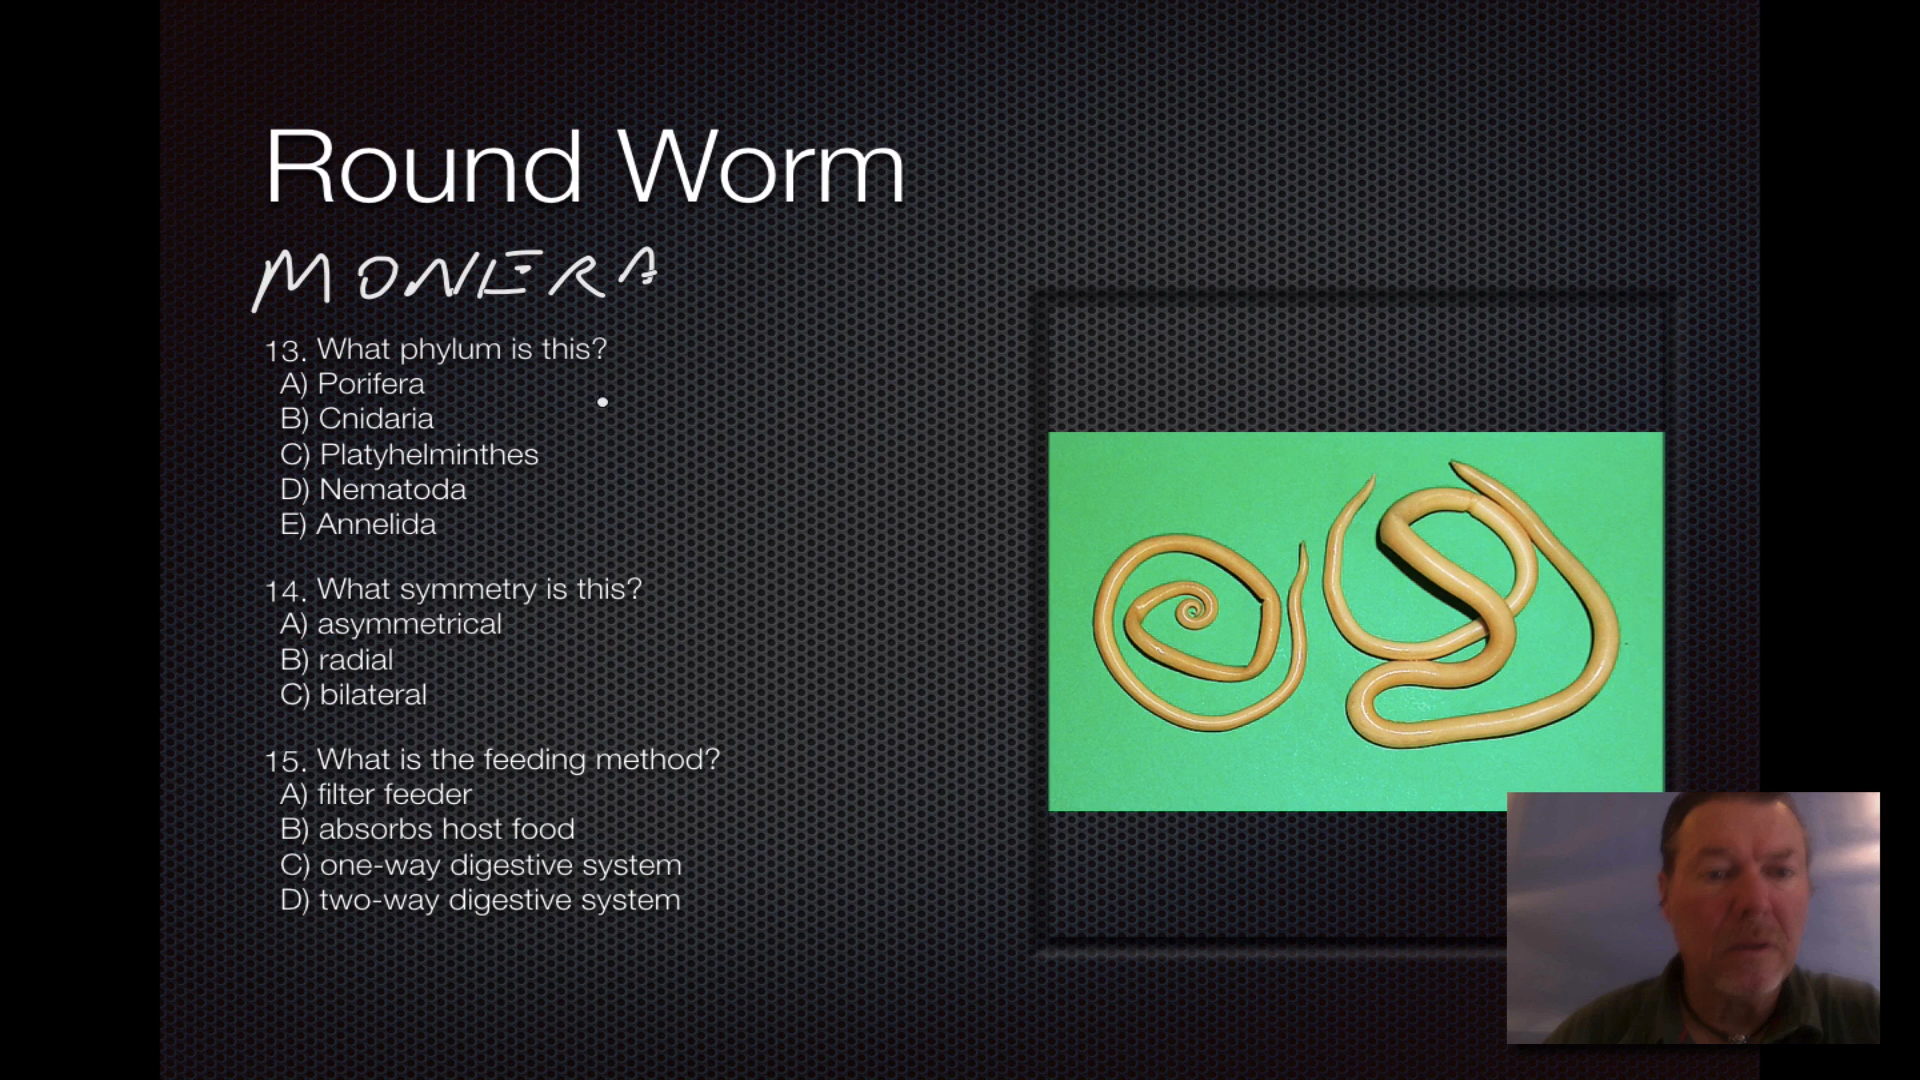 Round Worm
MONERA
13. What phylum is this?
A) Porifera
B) Cnidaria
C) Platyhelminthes
D) Nematoda
E) Annelida
14. What symmetry is this?
A) asymmetrical
B) radial
C) bilateral
15. What is the feeding method?
A) filter feeder
B) absorbs host food
C) one-way digestive system
D) two-way digestive system